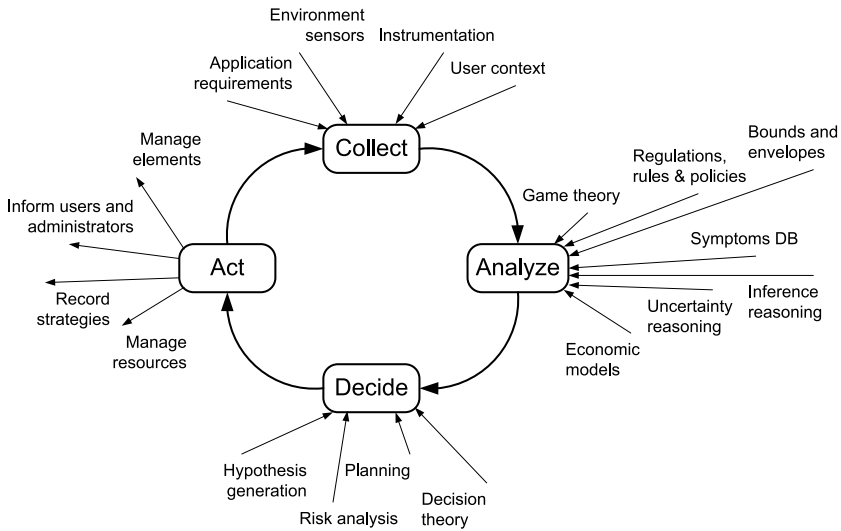 Environment
sensors
Instrumentation
Application
requirements
User context
Collect
Manage
elements
Bounds and
envelopes
Regulations,
rules & policies
Game theory
Inform users and
administrators
Act
Analyze
Symptoms DB
Record
strategies
Uncertainty
reasoning
Inference
reasoning
Manage
resources
Economic
models
Decide
Hypothesis
generation
Planning
Risk analysis
Decision
theory